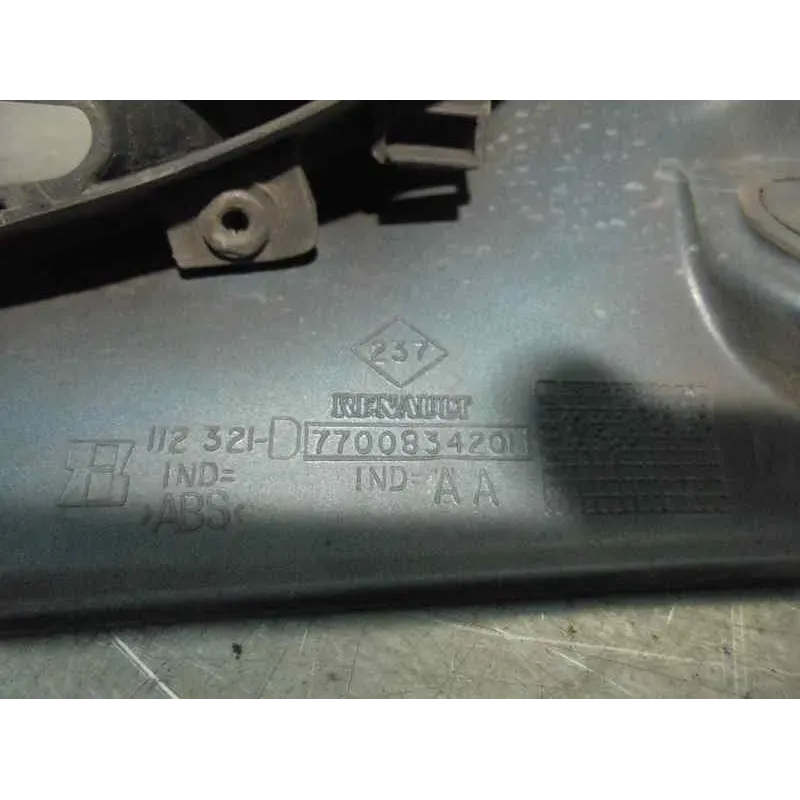 237
RENAULT
112 321-D 7700834201
IND= IND= AA
>ABS<